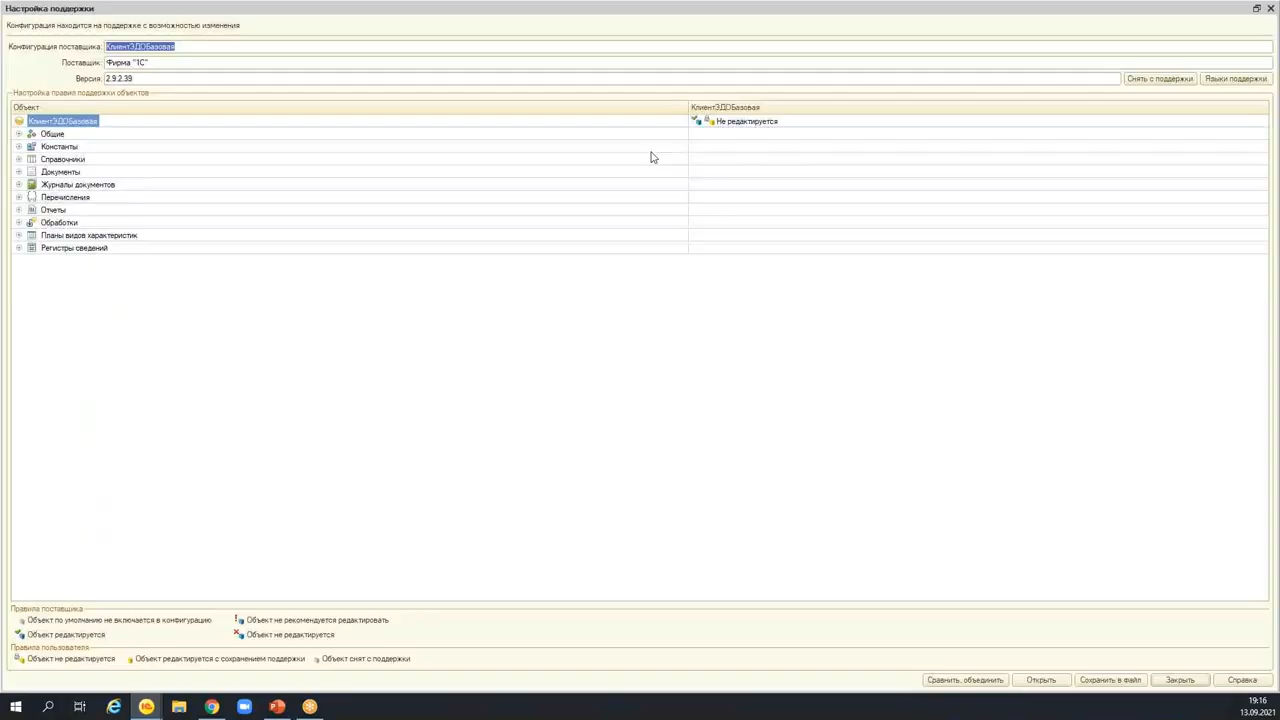 Настройка поддержки
Конфигурация находится на поддержке с возможностью изменения
Конфигурация поставщика: КлиентЭДОБазовая
Поставщик: Фирма "1С"
Версия: 2.9.2.39 Снять с поддержки Языки поддержки
Настройка правил поддержки объектов
Объект КлиентЭДОБазовая
КлиентЭДОБазовая Не редактируется
Общие
Константы
Справочники
Документы
Журналы документов
Перечисления
Отчеты
Обработки
Планы видов характеристик
Регистры сведений
Правила поставщика
Объект по умолчанию не включается в конфигурацию Объект не рекомендуется редактировать
Объект редактируется Объект не редактируется
Правила пользователя
Объект не редактируется Объект редактируется с сохранением поддержки Объект снят с поддержки
Сравнить, объединить Открыть Сохранить в файл Закрыть Справка
19:16
13.09.2021